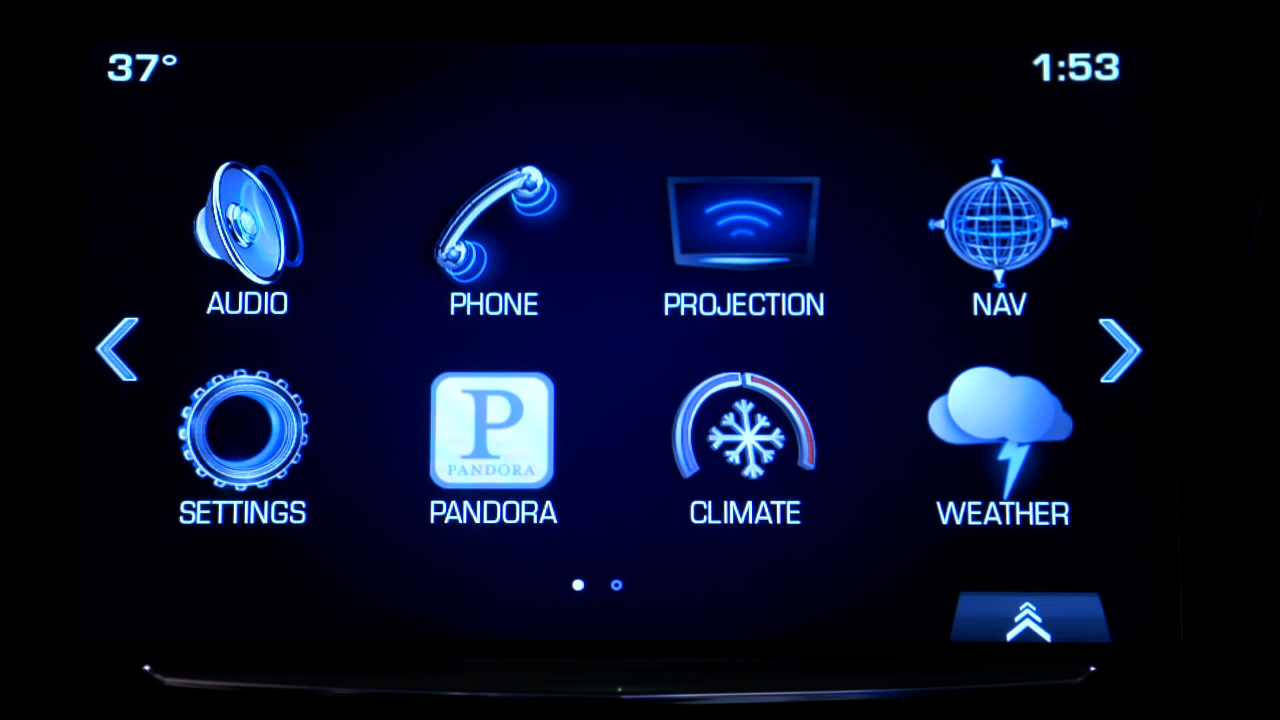 37° 1:53
AUDIO PHONE PROJECTION NAV
P
PANDORA
SETTINGS PANDORA CLIMATE WEATHER